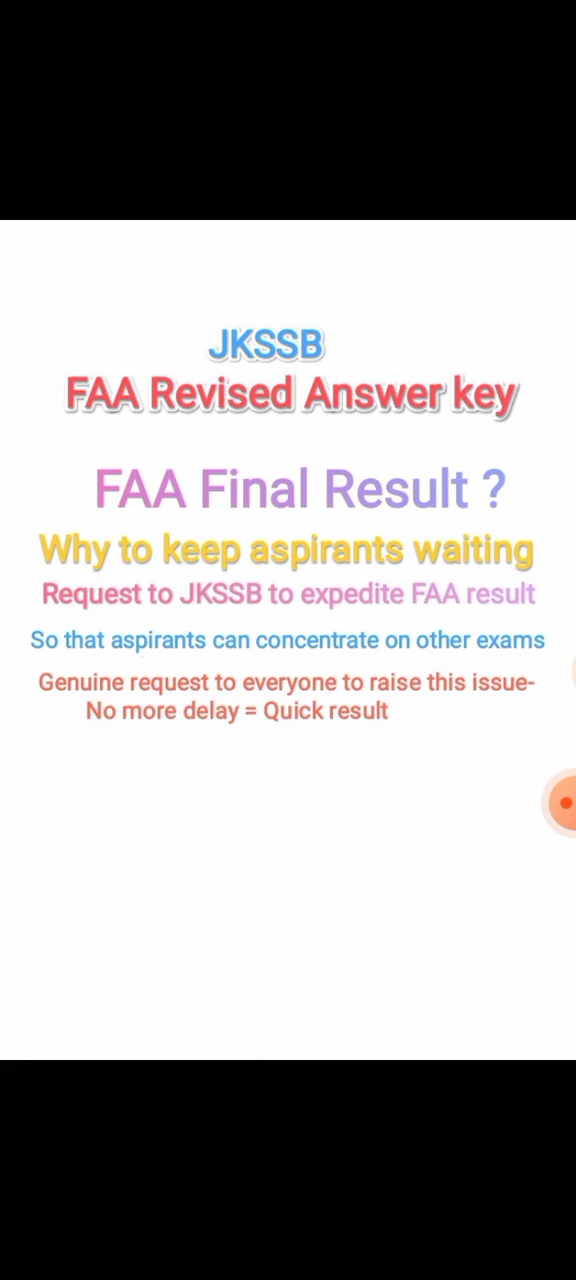 JKSSB
FAA Revised Answer key
FAA Final Result ?
Why to keep aspirants waiting
Request to JKSSB to expedite FAA result
So that aspirants can concentrate on other exams
Genuine request to everyone to raise this issue-
No more delay = Quick result